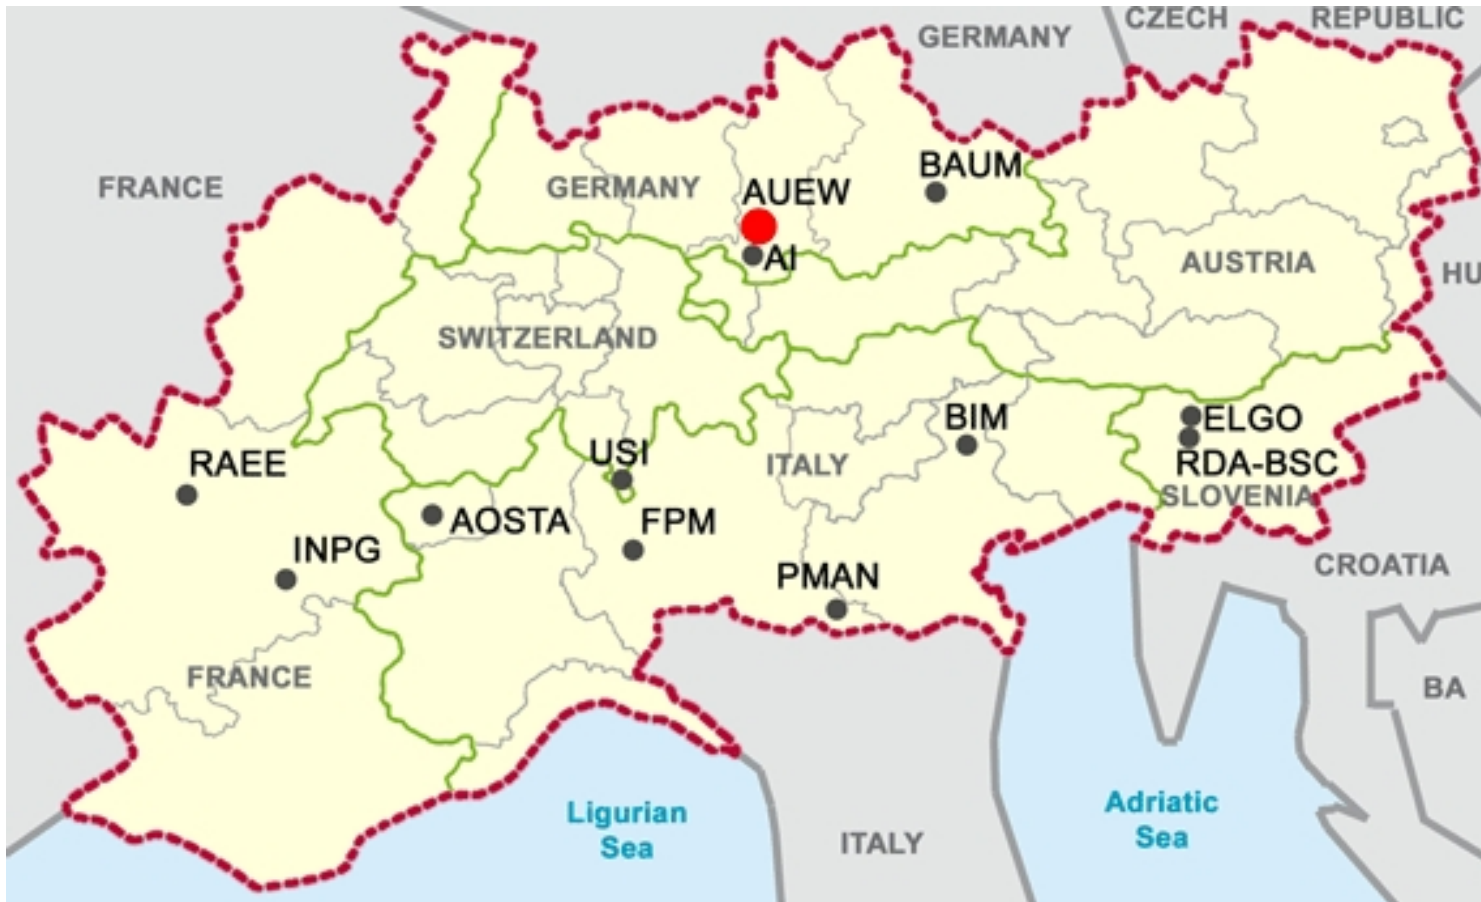 CZECH REPUBLIC
GERMANY
FRANCE
GERMANY
BAUM
AUEW
AI
AUSTRIA
HU
SWITZERLAND
BIM
ELGO
RAEE
USI
ITALY
RDA-BSC
SLOVENIA
AOSTA
FPM
INPG
PMAN
CROATIA
FRANCE
BA
Ligurian
Sea
Adriatic
Sea
ITALY